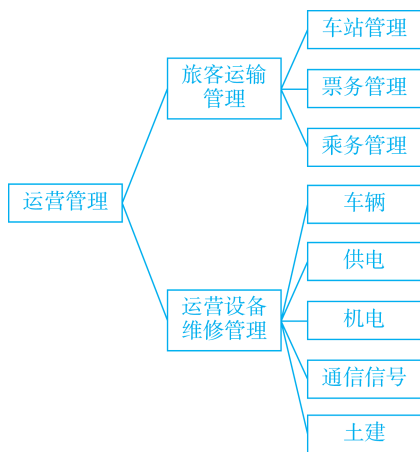 运营管理
旅客运输
管理
车站管理
票务管理
乘务管理
运营设备
维修管理
车辆
供电
机电
通信信号
土建